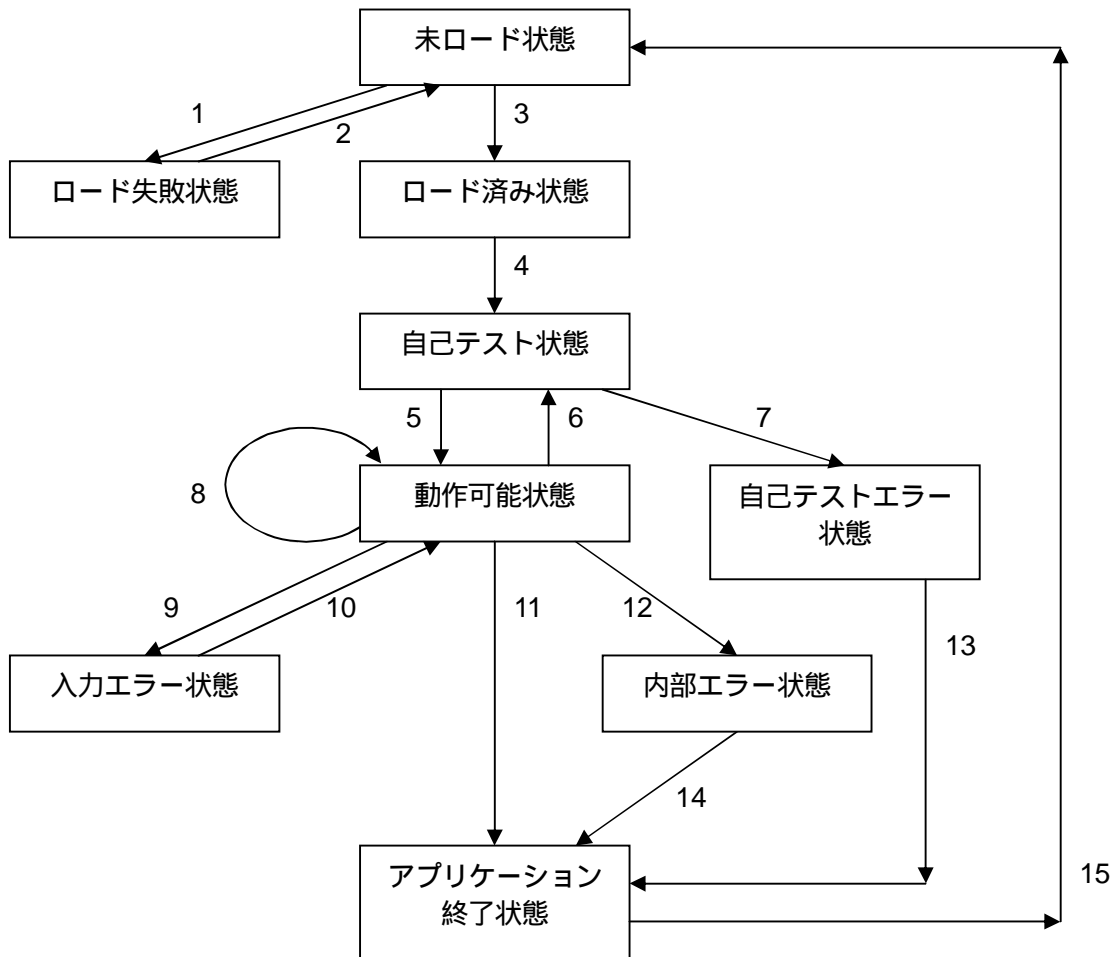 未ロード状態
1
2
3
ロード失敗状態
ロード済み状態
4
自己テスト状態
5
6
7
8
動作可能状態
自己テストエラー
状態
9
10
11
12
13
入力エラー状態
内部エラー状態
14
アプリケーション
終了状態
15